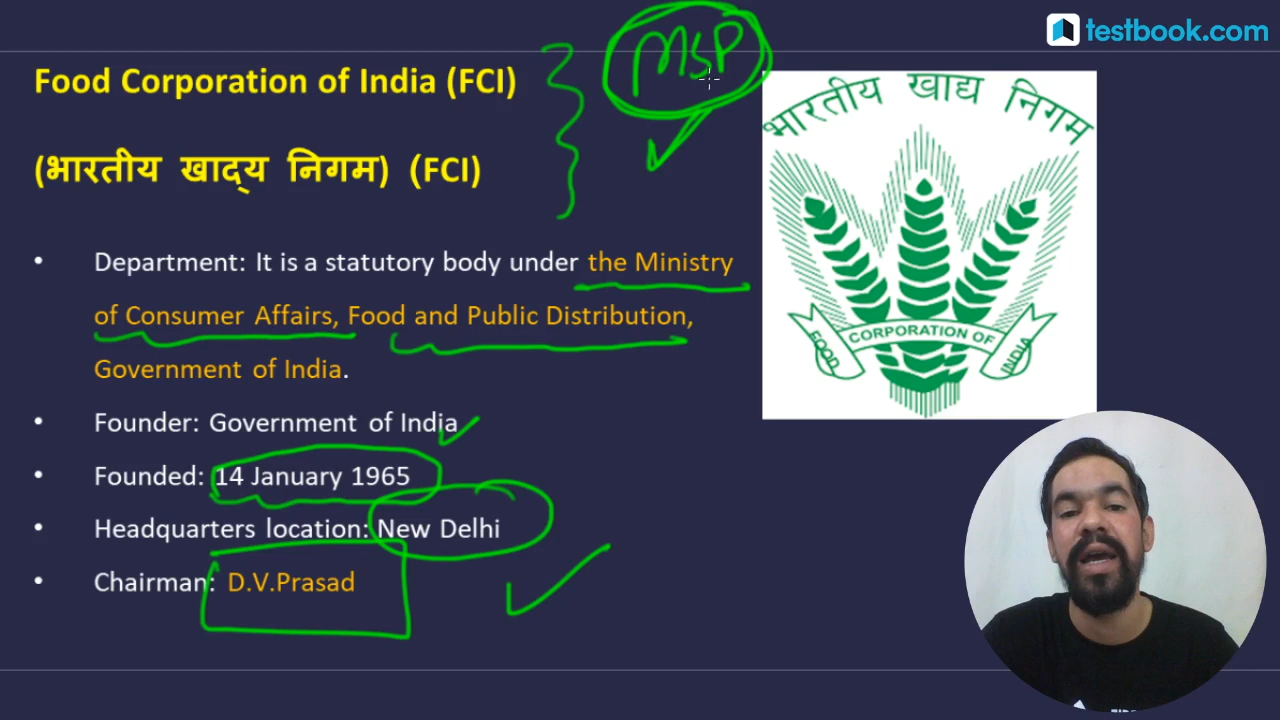 testbook.com
MSP
Food Corporation of India (FCI)
(भारतीय खाद्य निगम) (FCI)
भारतीय खाद्य निगम
FOOD CORPORATION OF INDIA
• Department: It is a statutory body under the Ministry
of Consumer Affairs, Food and Public Distribution,
Government of India.
• Founder: Government of India
• Founded: 14 January 1965
• Headquarters location: New Delhi
• Chairman: D.V.Prasad